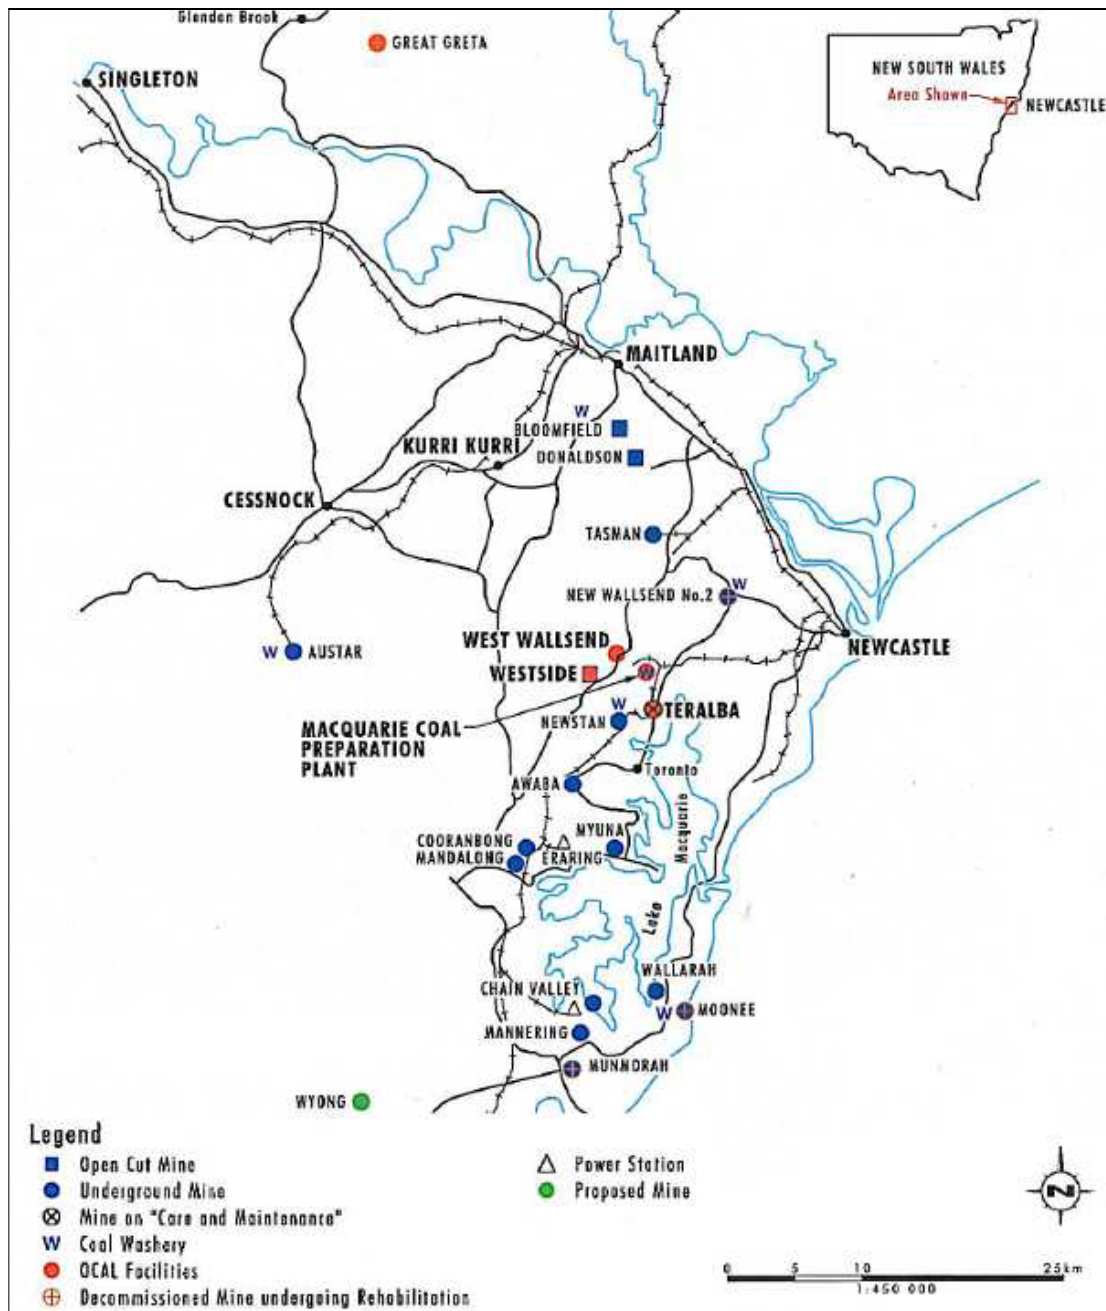 Glendon Brook
GREAT GRETA
SINGLETON
NEW SOUTH WALES
Area Shown
NEWCASTLE
MAITLAND
W
BLOOMFIELD
KURRI KURRI
DONALDSON
CESSNOCK
TASMAN
W
NEW WALLSEND No.2
WEST WALLSEND
NEWCASTLE
W
AUSTAR
WESTSIDE
W
W
TERALBA
NEWSTAN
MACQUARIE COAL
PREPARATION
PLANT
Toronto
AWABA
Macquarie
MYUNA
COORANBONG
MANDALONG
ERARING
Lake
WALLARAH
CHAIN VALLEY
W
MOONEE
MANNERING
MUNMORAH
WYONG
Legend
Open Cut Mine
Underground Mine
Mine on "Care and Maintenance"
W
Coal Washery
OCAL Facilities
Decommissioned Mine undergoing Rehabilitation
Power Station
Proposed Mine
N
0 5 10 25km
1:450 000